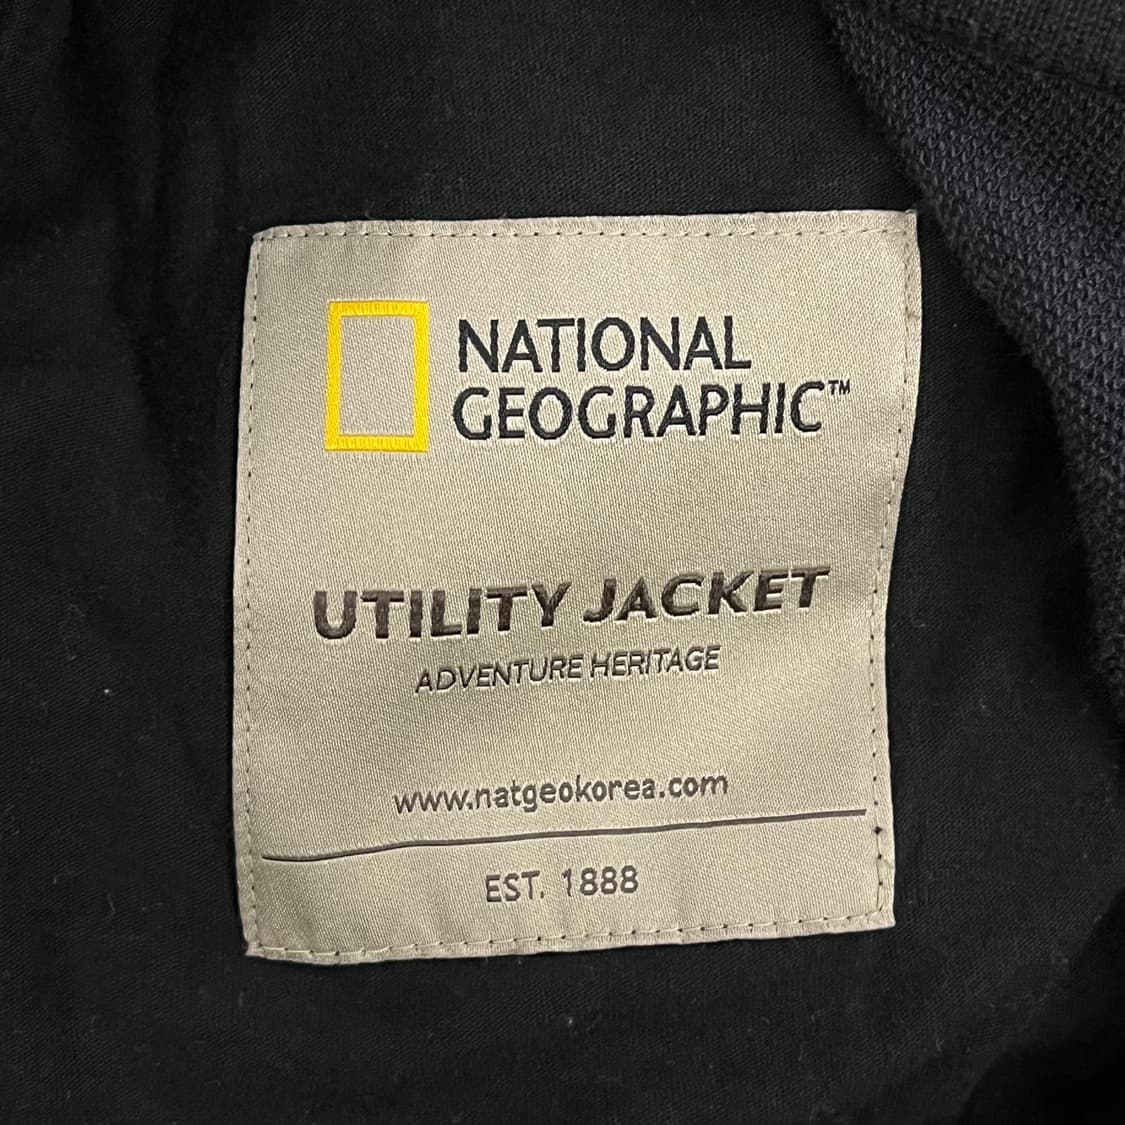 NATIONAL
GEOGRAPHIC™
UTILITY JACKET
ADVENTURE HERITAGE
www.natgeokorea.com
EST. 1888